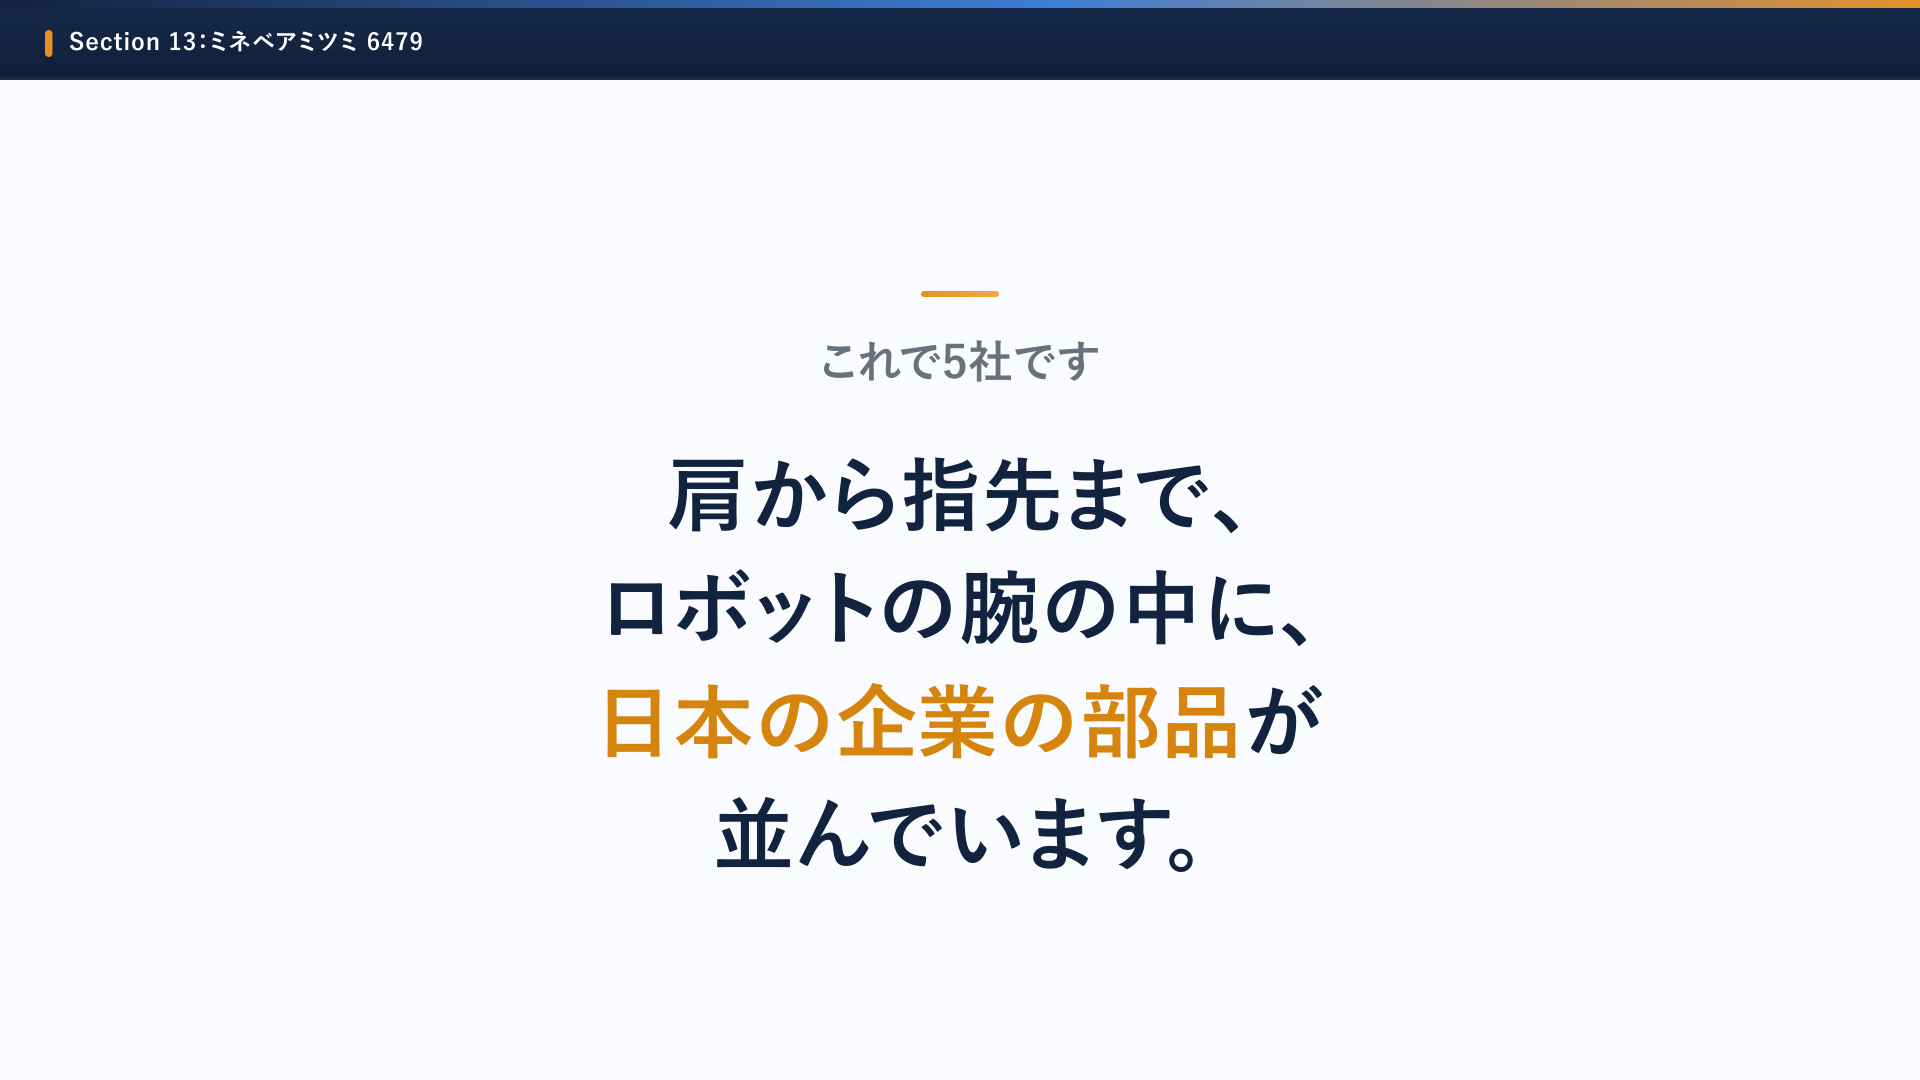 Section 13：ミネベアミツミ 6479
これで5社です
肩から指先まで、
ロボットの腕の中に、
日本の企業の部品が
並んでいます。